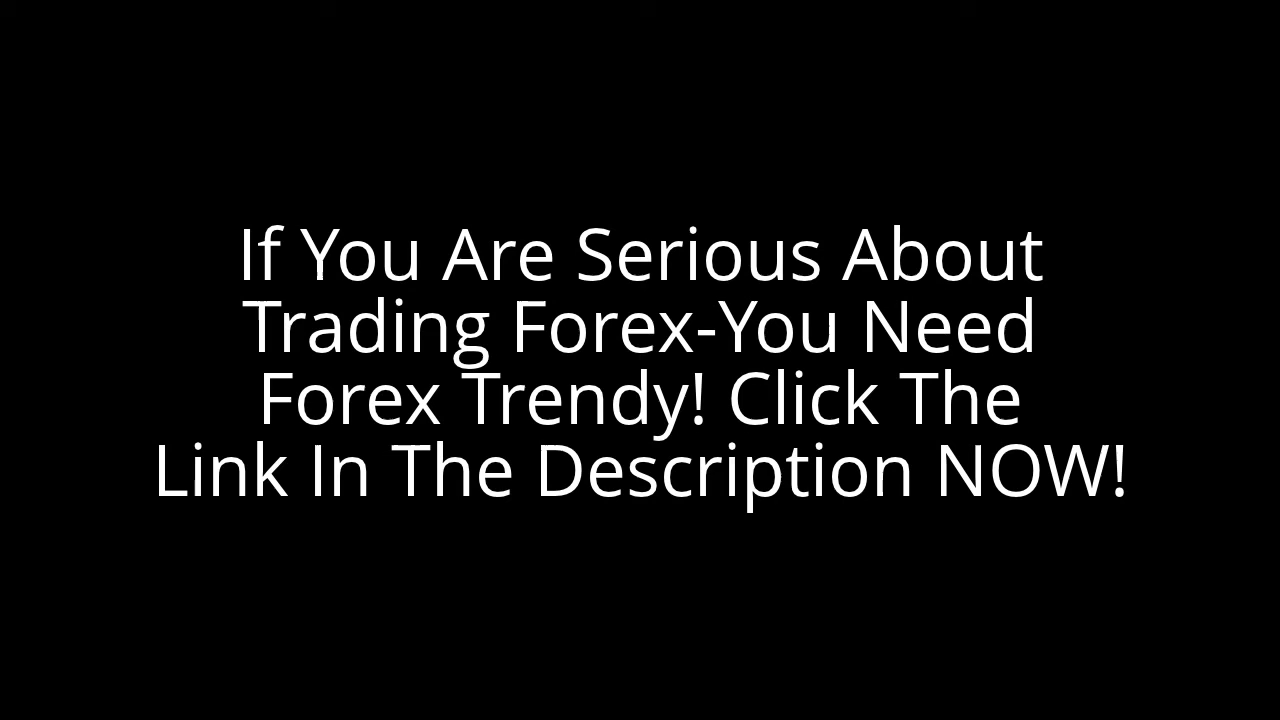 If You Are Serious About
Trading Forex-You Need
Forex Trendy! Click The
Link In The Description NOW!